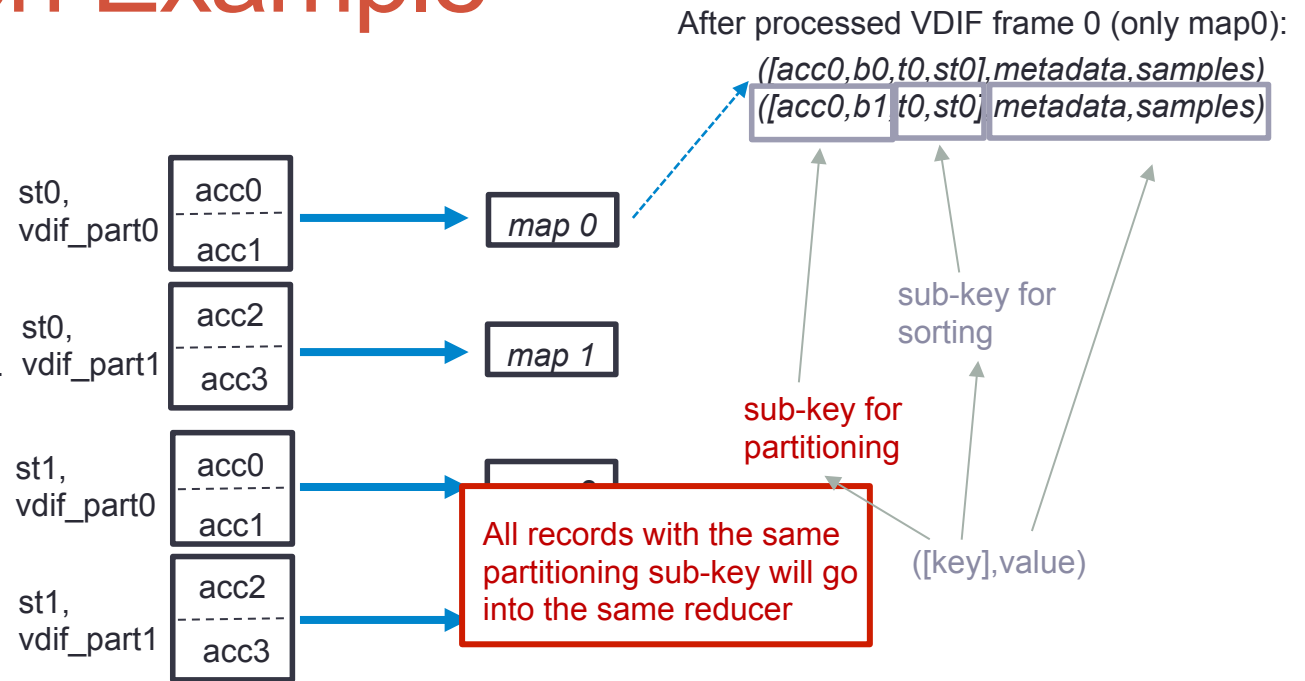 on Example
After processed VDIF frame 0 (only map0):
([acc0,b0,t0,st0],metadata,samples)
([acc0,b1,t0,st0],metadata,samples)
st0,
vdif_part0
acc0
acc1
map 0
st0,
vdif_part1
acc2
acc3
map 1
sub-key for
sorting
sub-key for
partitioning
st1,
vdif_part0
acc0
acc1
All records with the same
partitioning sub-key will go
into the same reducer
([key],value)
st1,
vdif_part1
acc2
acc3